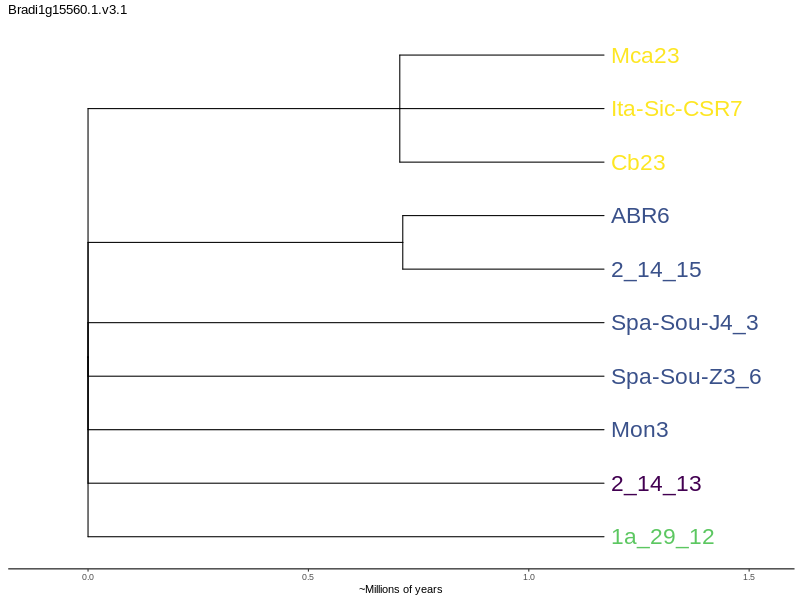 Bradi1g15560.1.v3.1
Mca23
Ita-Sic-CSR7
Cb23
ABR6
2_14_15
Spa-Sou-J4_3
Spa-Sou-Z3_6
Mon3
2_14_13
1a_29_12
0.0 0.5 1.0 1.5
~Millions of years